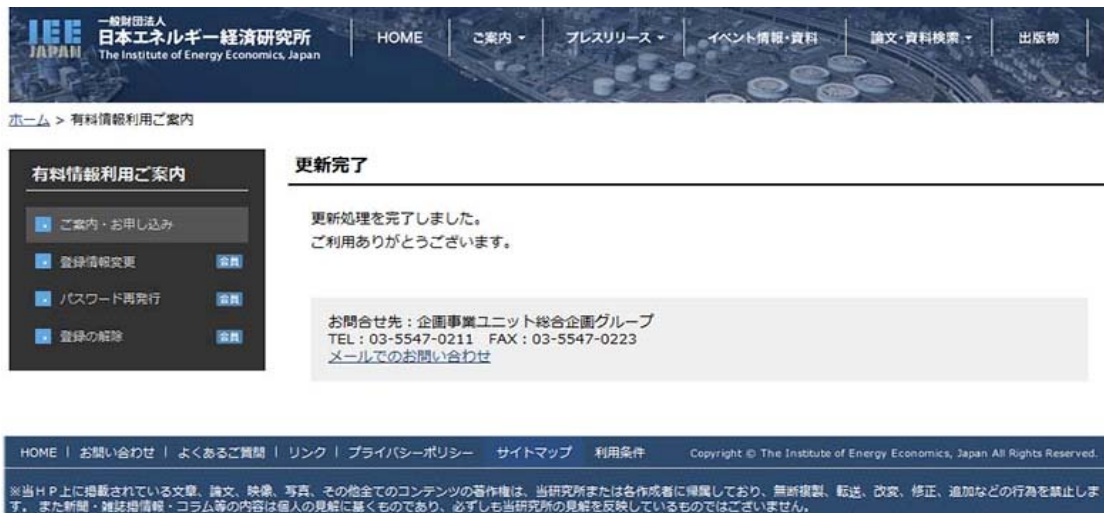 IEE JAPAN
一般財団法人
日本エネルギー経済研究所
The Institute of Energy Economics, Japan
HOME
ご案内
プレスリリース
イベント情報・資料
論文・資料検索
出版物
ホーム > 有料情報利用ご案内
有料情報利用ご案内
ご案内・お申し込み
登録情報変更 会員
パスワード再発行 会員
登録の解除 会員
更新完了
更新処理を完了しました。
ご利用ありがとうございます。
お問合せ先:企画事業ユニット総合企画グループ
TEL:03-5547-0211 FAX:03-5547-0223
メールでのお問い合わせ
HOME | お問い合わせ | よくあるご質問 | リンク | プライバシーポリシー サイトマップ 利用条件 Copyright © The Institute of Energy Economics, Japan All Rights Reserved.
※当HP上に掲載されている文章、論文、映像、写真、その他全てのコンテンツの著作権は、当研究所または各作成者に帰属しており、無断複製、転送、改変、修正、追加などの行為を禁止しま
す。また新聞・雑誌掲情報・コラム等の内容は個人の見解に基くものであり、必ずしも当研究所の見解を反映しているものではございません。